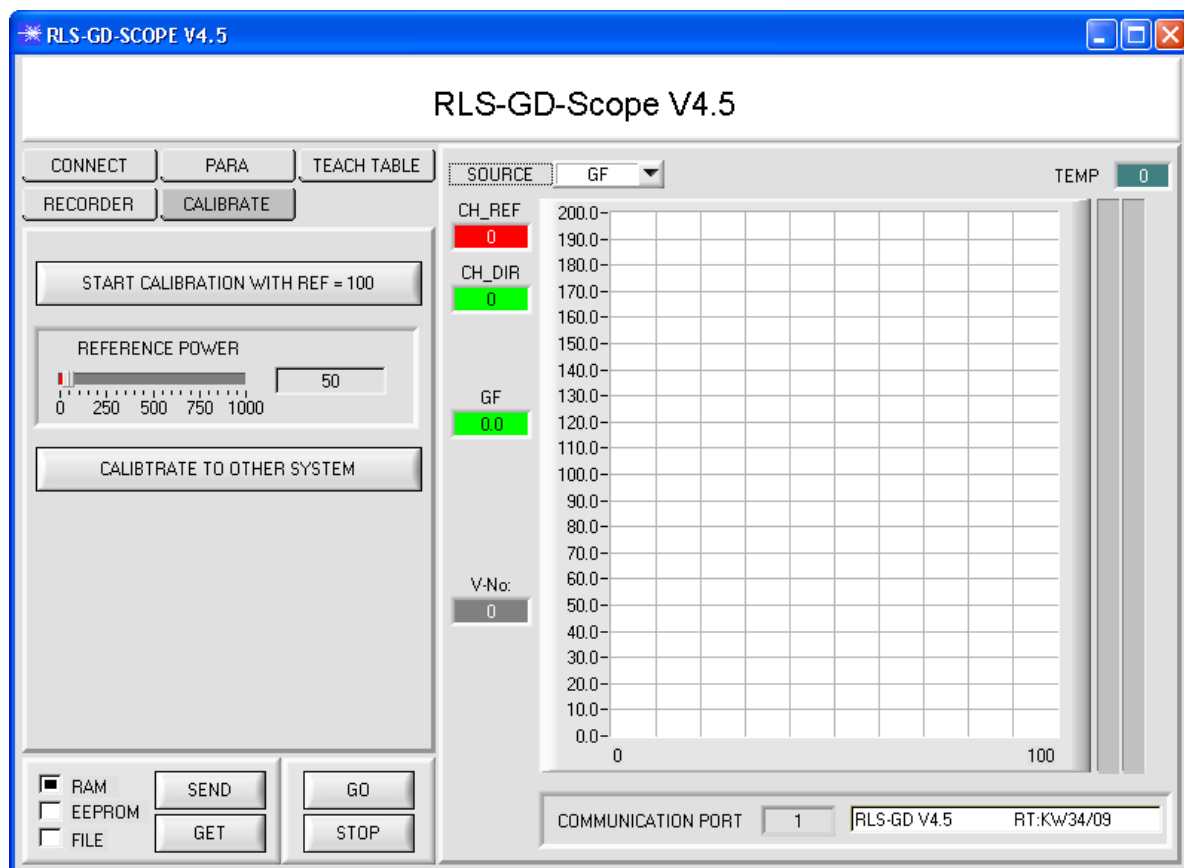 RLS-GD-SCOPE V4.5
RLS-GD-Scope V4.5
CONNECT PARA TEACH TABLE
RECORDER CALIBRATE
START CALIBRATION WITH REF = 100
REFERENCE POWER
50
0 250 500 750 1000
CALIBTRATE TO OTHER SYSTEM
RAM
EEPROM
FILE
SEND
GET
GO
STOP
SOURCE GF
TEMP 0
CH_REF
0
CH_DIR
0
GF
0.0
V-No:
0
200.0
190.0
180.0
170.0
160.0
150.0
140.0
130.0
120.0
110.0
100.0
90.0
80.0
70.0
60.0
50.0
40.0
30.0
20.0
10.0
0.0
0 100
COMMUNICATION PORT 1 RLS-GD V4.5 RT:KW34/09